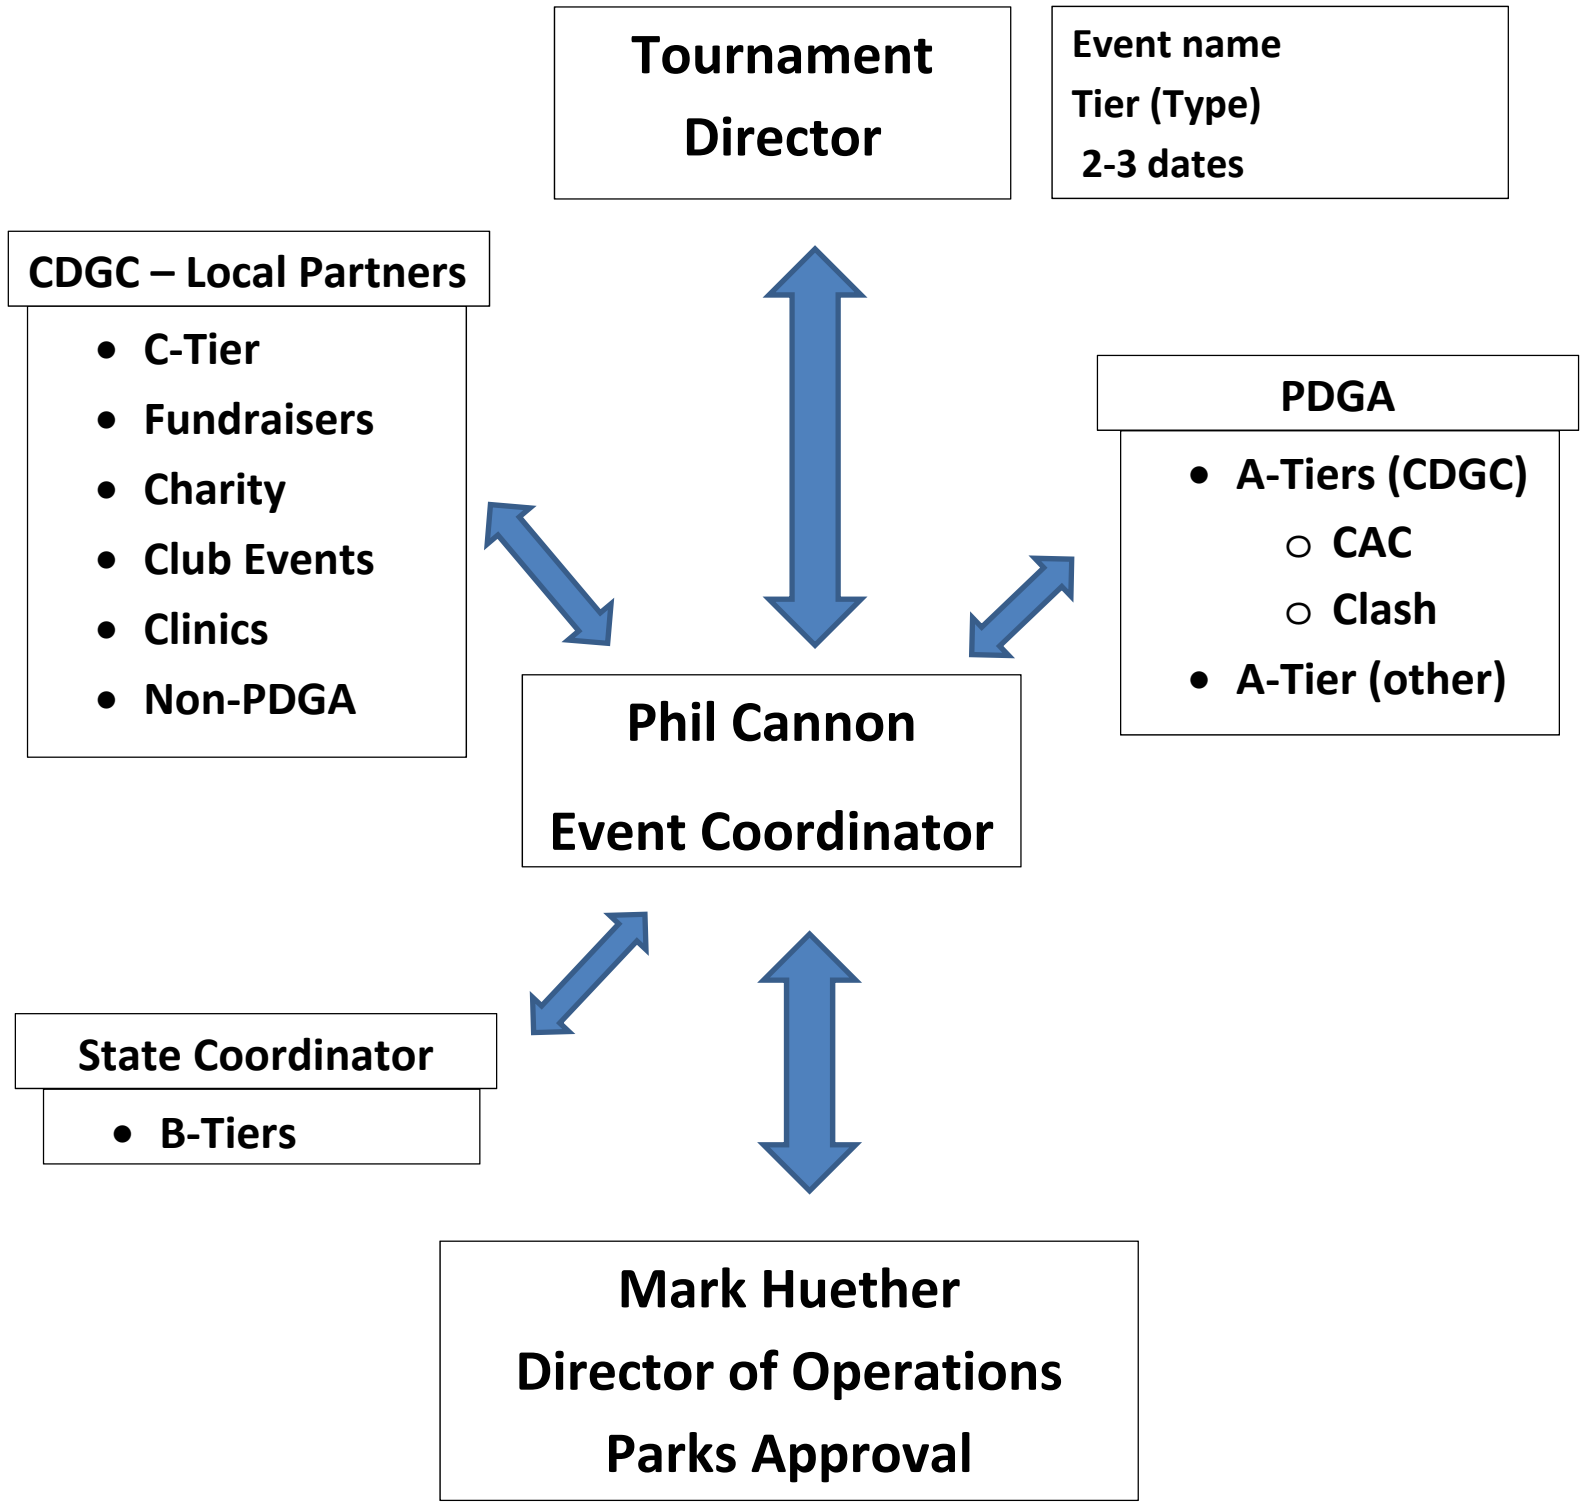 Tournament
Director
Event name
Tier (Type)
2-3 dates
CDGC – Local Partners
• C-Tier
• Fundraisers
• Charity
• Club Events
• Clinics
• Non-PDGA
PDGA
• A-Tiers (CDGC)
o CAC
o Clash
• A-Tier (other)
Phil Cannon
Event Coordinator
State Coordinator
• B-Tiers
Mark Huether
Director of Operations
Parks Approval